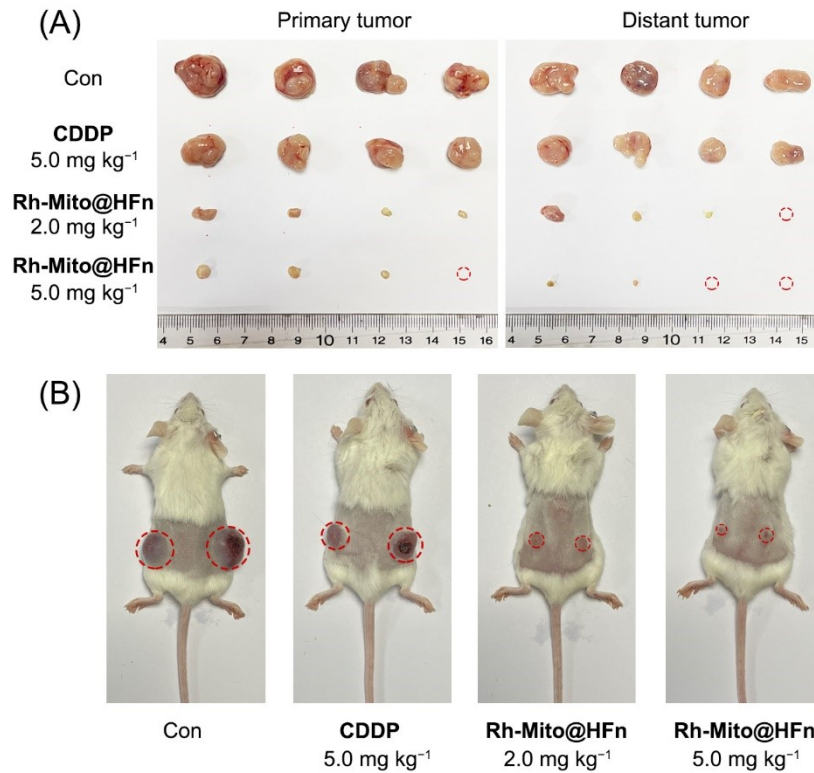 (A)
Primary tumor
Distant tumor
Con
CDDP
5.0 mg kg⁻¹
Rh-Mito@HFn
2.0 mg kg⁻¹
Rh-Mito@HFn
5.0 mg kg⁻¹
4 5 6 7 8 9 10 11 12 13 14 15 16
4 5 6 7 8 9 10 11 12 13 14 15
(B)
Con
CDDP
5.0 mg kg⁻¹
Rh-Mito@HFn
2.0 mg kg⁻¹
Rh-Mito@HFn
5.0 mg kg⁻¹